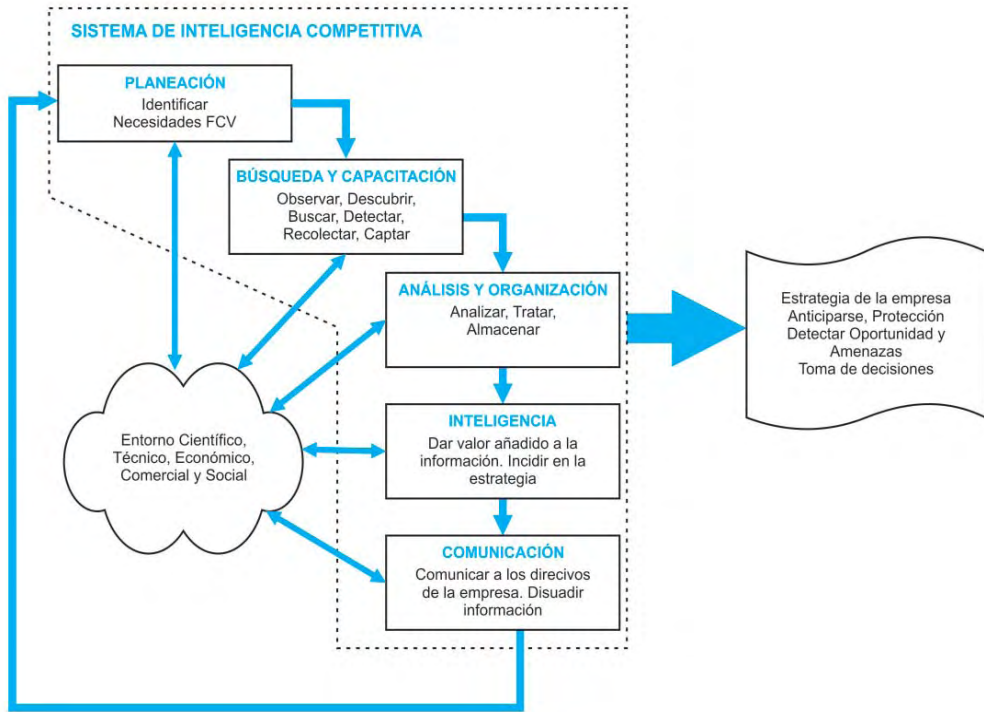 SISTEMA DE INTELIGENCIA COMPETITIVA
PLANEACIÓN
Identificar
Necesidades FCV
BÚSQUEDA Y CAPACITACIÓN
Observar, Descubrir,
Buscar, Detectar,
Recolectar, Captar
ANÁLISIS Y ORGANIZACIÓN
Analizar, Tratar,
Almacenar
Estrategia de la empresa
Anticiparse, Protección
Detectar Oportunidad y
Amenazas
Toma de decisiones
INTELIGENCIA
Dar valor añadido a la
información. Incidir en la
estrategia
Entorno Científico,
Técnico, Económico,
Comercial y Social
COMUNICACIÓN
Comunicar a los direcivos
de la empresa. Disuadir
información